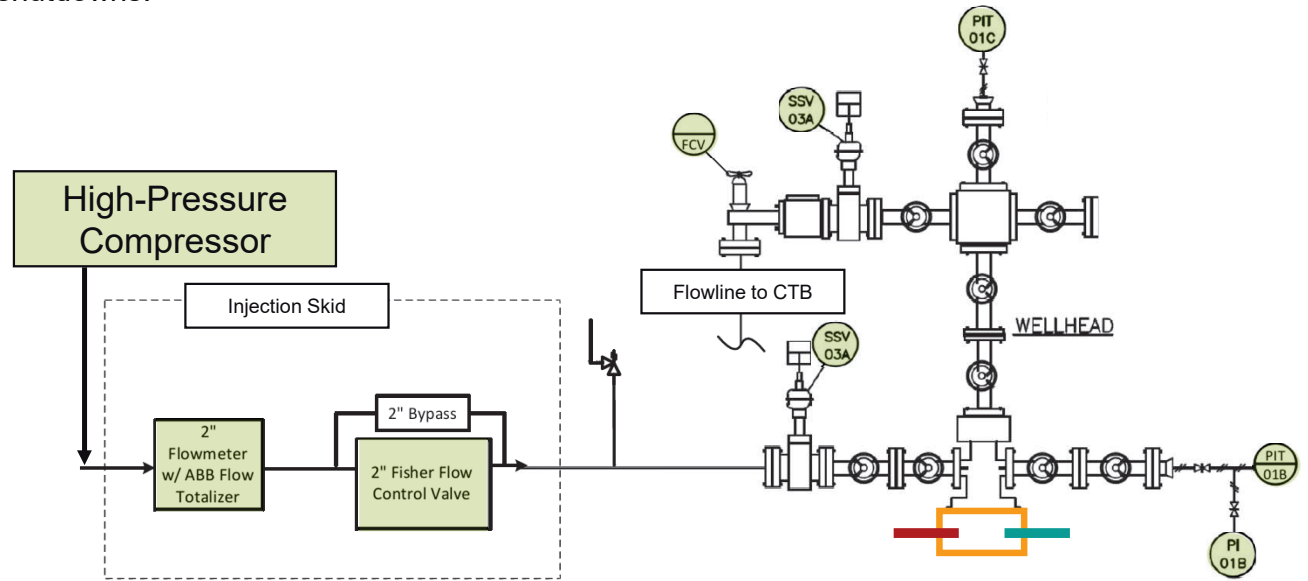 shutdowns.
PIT
01C
SSV
03A
FCV
High-Pressure
Compressor
Injection Skid
Flowline to CTB
WELLHEAD
SSV
03A
2" Bypass
2"
Flowmeter
w/ ABB Flow
Totalizer
2" Fisher Flow
Control Valve
PIT
01B
PI
01B